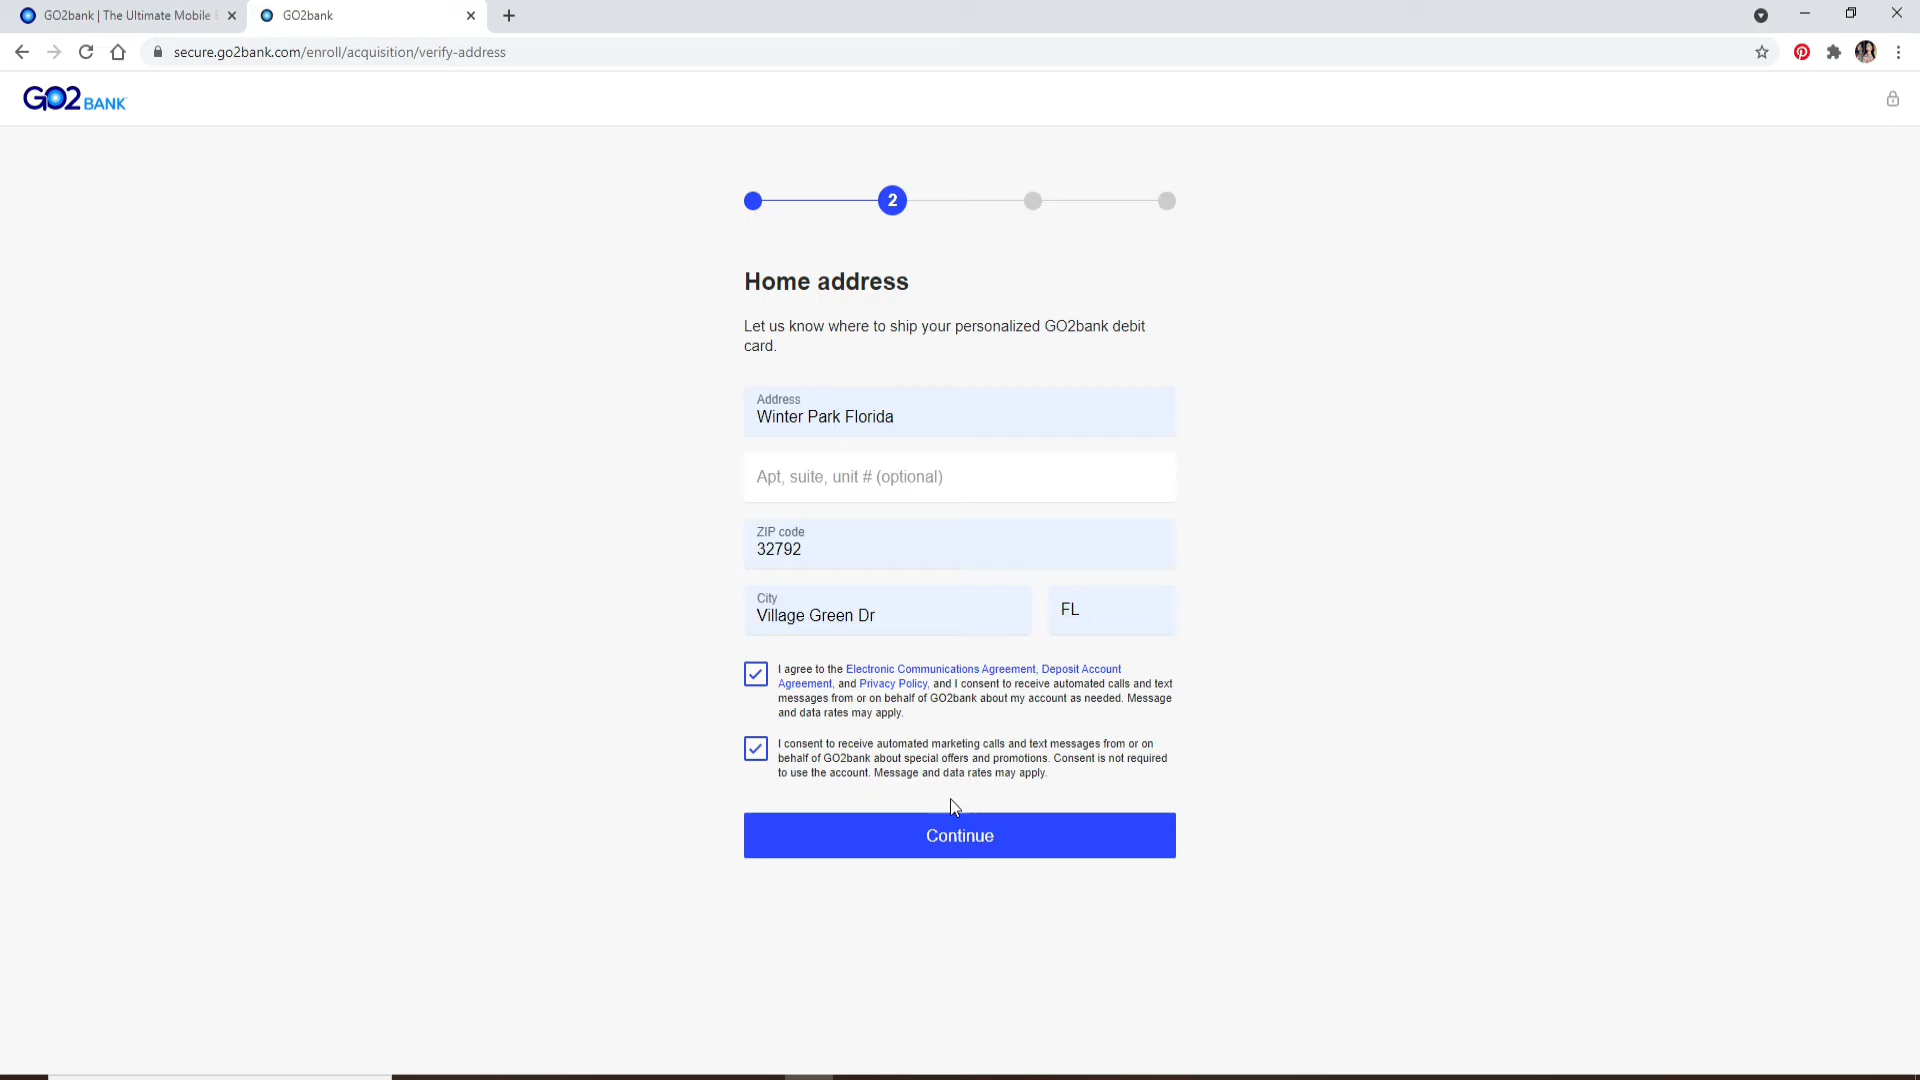 GO2bank | The Ultimate Mobile
GO2bank
secure.go2bank.com/enroll/acquisition/verify-address
GO2 BANK
2
Home address
Let us know where to ship your personalized GO2bank debit
card.
Address
Winter Park Florida
Apt, suite, unit # (optional)
ZIP code
32792
City
Village Green Dr
FL
I agree to the Electronic Communications Agreement, Deposit Account
Agreement, and Privacy Policy, and I consent to receive automated calls and text
messages from or on behalf of GO2bank about my account as needed. Message
and data rates may apply.
I consent to receive automated marketing calls and text messages from or on
behalf of GO2bank about special offers and promotions. Consent is not required
to use the account. Message and data rates may apply.
Continue